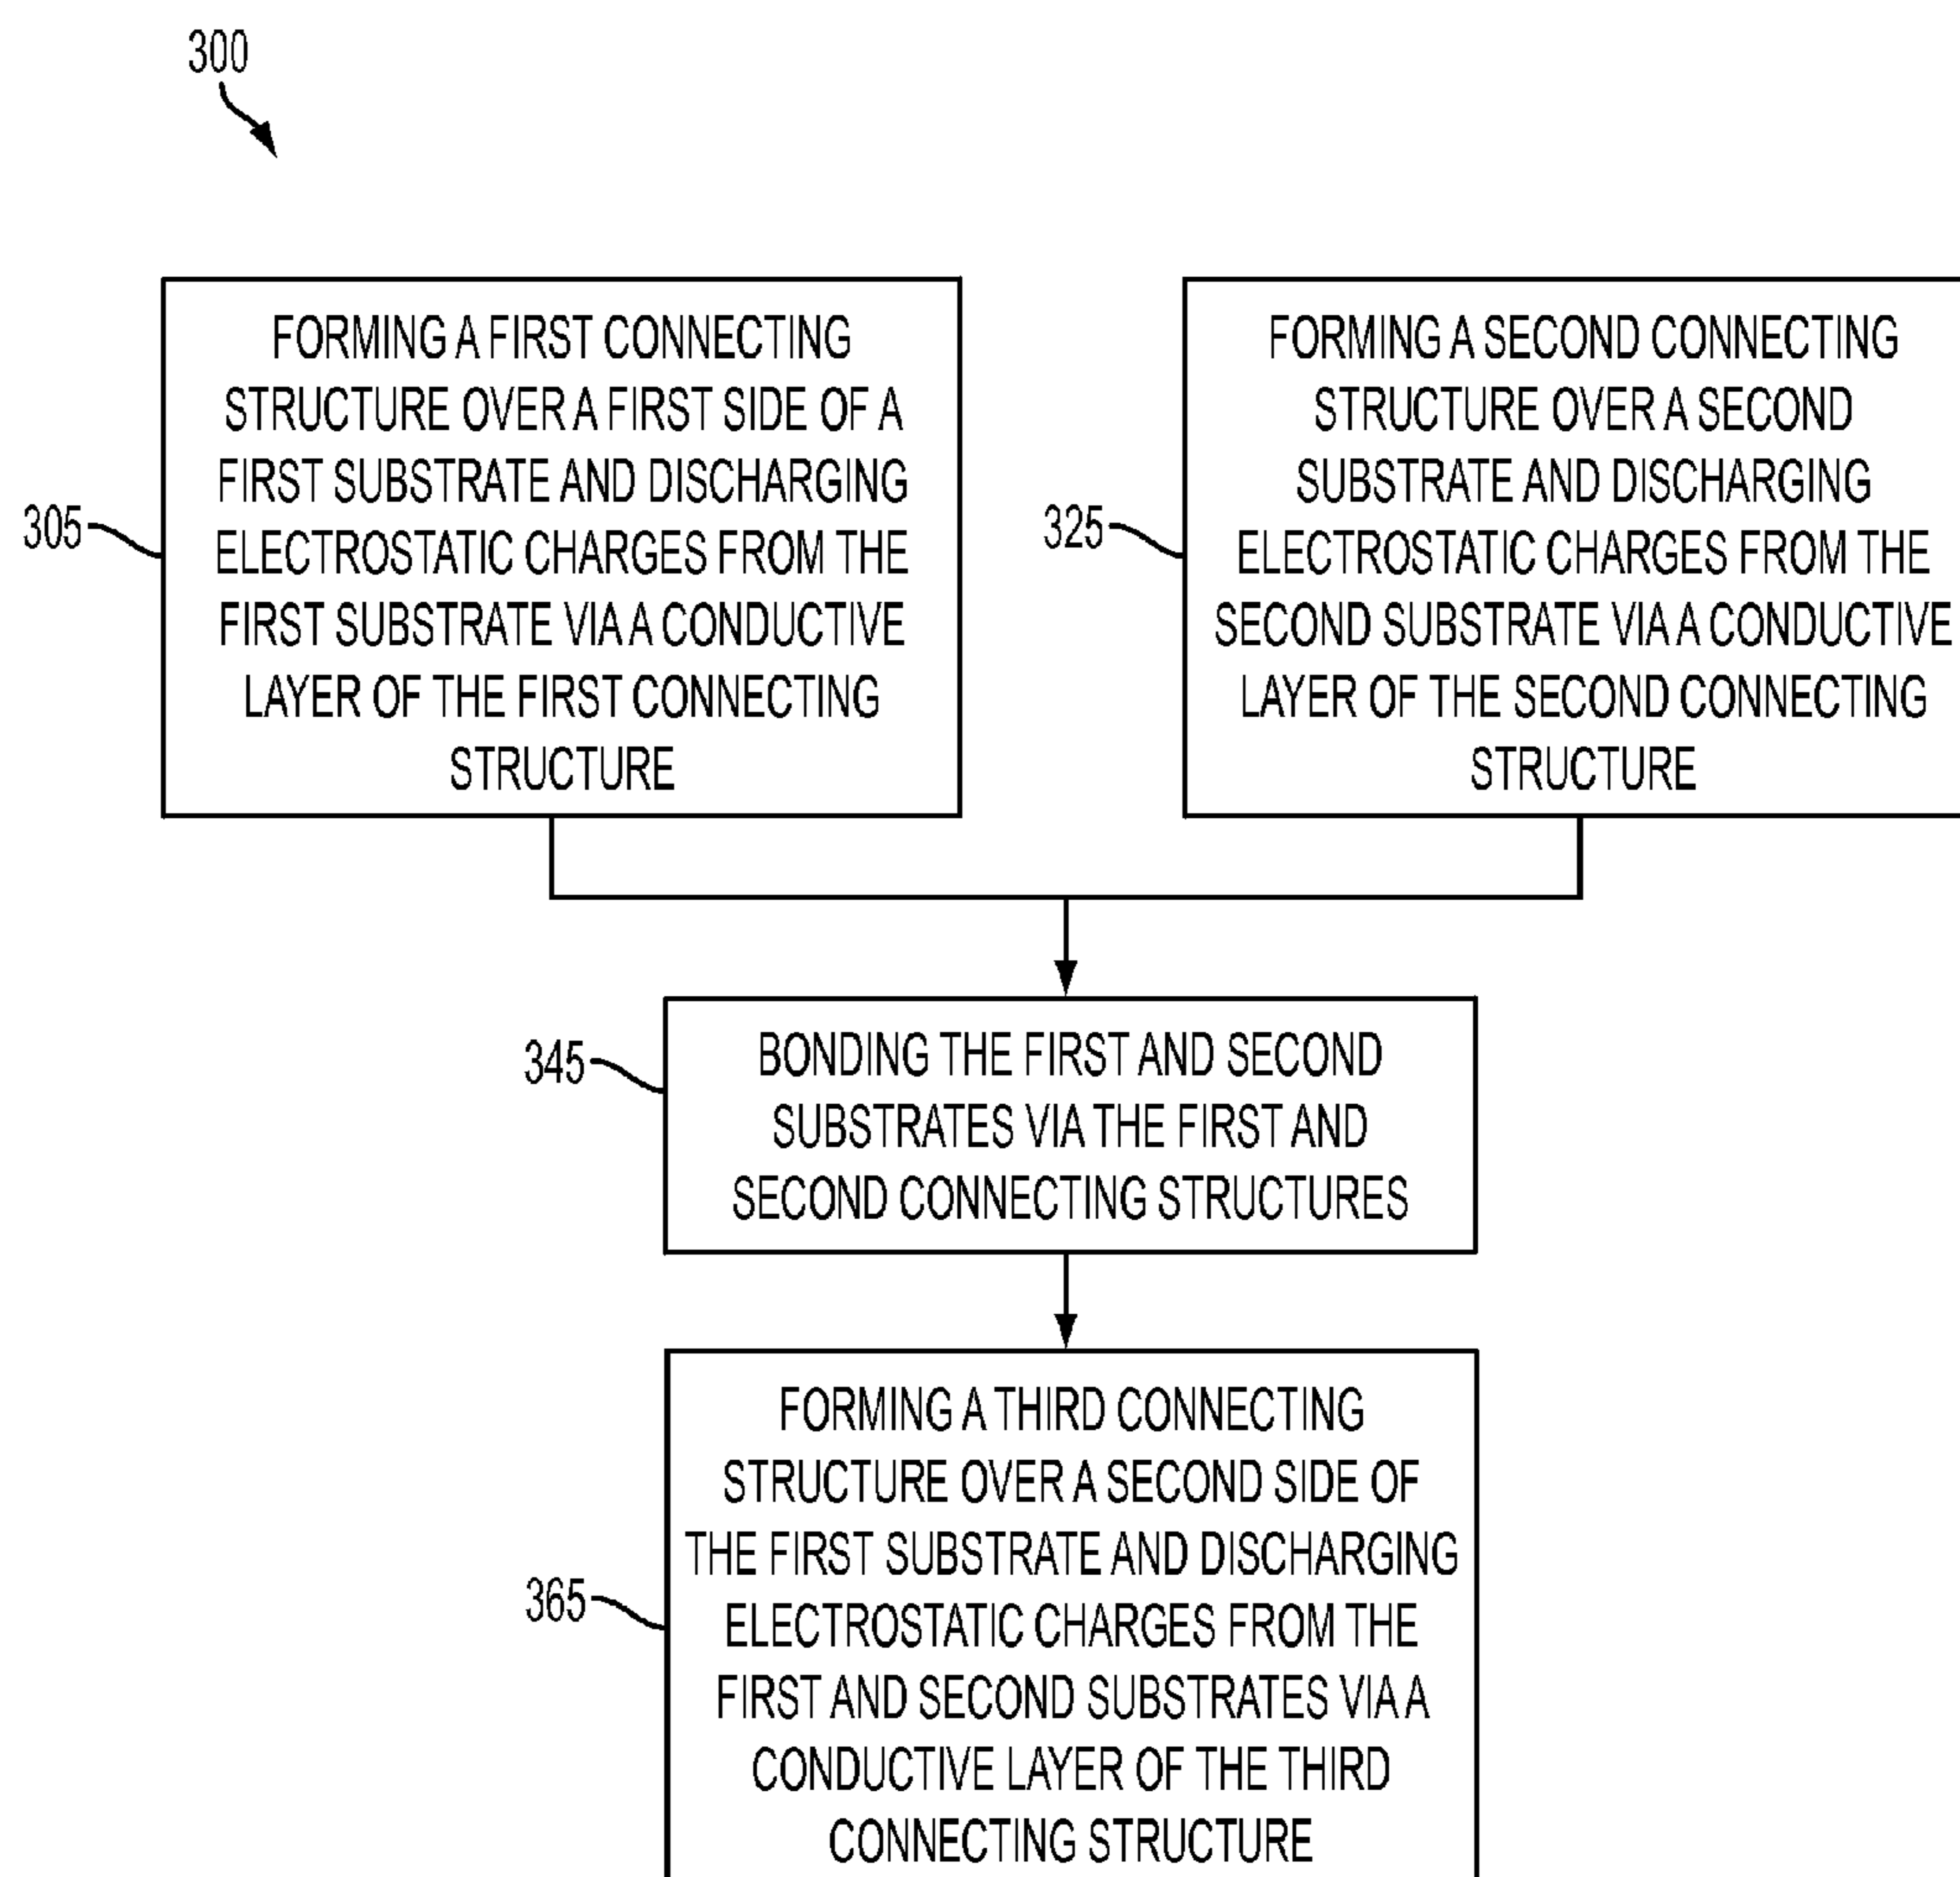 300
305
FORMING A FIRST CONNECTING
STRUCTURE OVER A FIRST SIDE OF A
FIRST SUBSTRATE AND DISCHARGING
ELECTROSTATIC CHARGES FROM THE
FIRST SUBSTRATE VIA A CONDUCTIVE
LAYER OF THE FIRST CONNECTING
STRUCTURE
325
FORMING A SECOND CONNECTING
STRUCTURE OVER A SECOND
SUBSTRATE AND DISCHARGING
ELECTROSTATIC CHARGES FROM THE
SECOND SUBSTRATE VIA A CONDUCTIVE
LAYER OF THE SECOND CONNECTING
STRUCTURE
345
BONDING THE FIRST AND SECOND
SUBSTRATES VIA THE FIRST AND
SECOND CONNECTING STRUCTURES
365
FORMING A THIRD CONNECTING
STRUCTURE OVER A SECOND SIDE OF
THE FIRST SUBSTRATE AND DISCHARGING
ELECTROSTATIC CHARGES FROM THE
FIRST AND SECOND SUBSTRATES VIA A
CONDUCTIVE LAYER OF THE THIRD
CONNECTING STRUCTURE